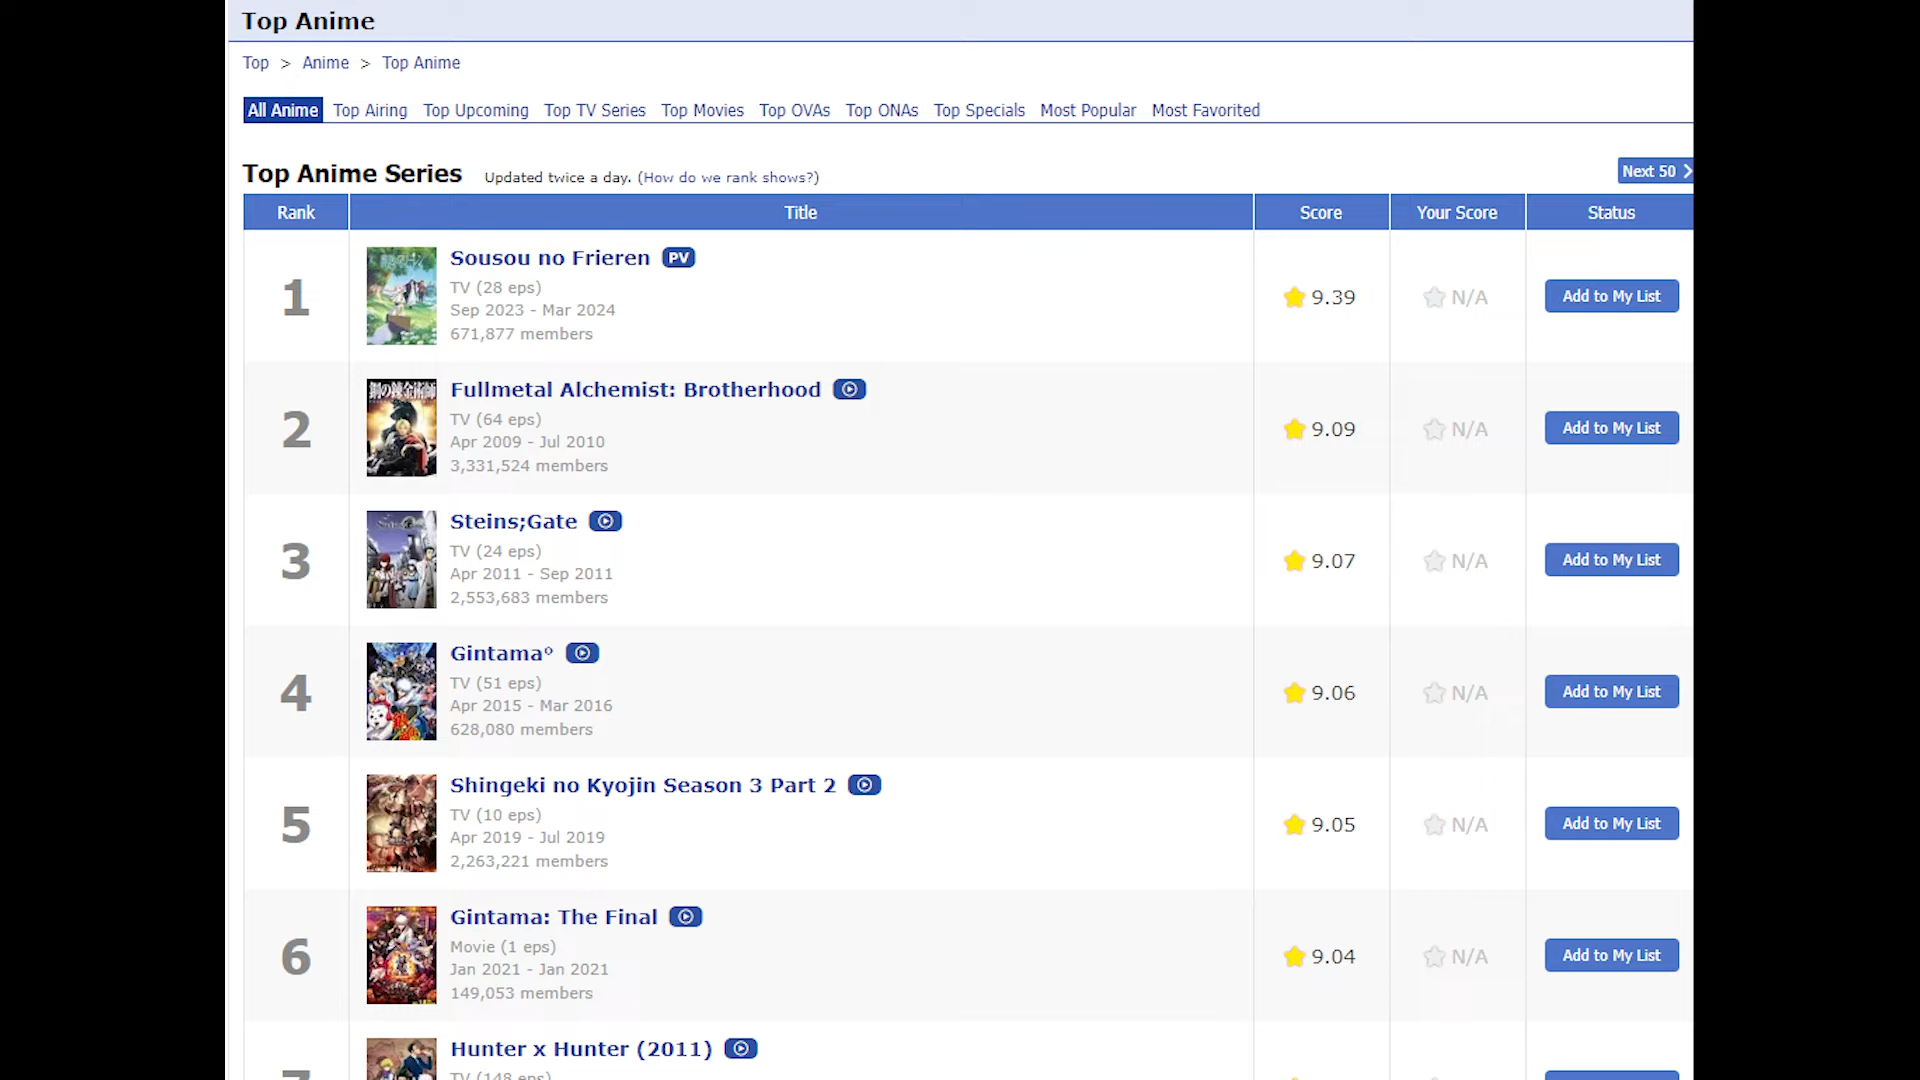 Top Anime
Top > Anime > Top Anime
All Anime Top Airing Top Upcoming Top TV Series Top Movies Top OVAs Top ONAs Top Specials Most Popular Most Favorited
Top Anime Series Updated twice a day. (How do we rank shows?) Next 50
Rank Title Score Your Score Status
1 Sousou no Frieren PV
TV (28 eps)
Sep 2023 - Mar 2024
671,877 members
9.39 N/A Add to My List
2 Fullmetal Alchemist: Brotherhood
TV (64 eps)
Apr 2009 - Jul 2010
3,331,524 members
9.09 N/A Add to My List
3 Steins;Gate
TV (24 eps)
Apr 2011 - Sep 2011
2,553,683 members
9.07 N/A Add to My List
4 Gintama°
TV (51 eps)
Apr 2015 - Mar 2016
628,080 members
9.06 N/A Add to My List
5 Shingeki no Kyojin Season 3 Part 2
TV (10 eps)
Apr 2019 - Jul 2019
2,263,221 members
9.05 N/A Add to My List
6 Gintama: The Final
Movie (1 eps)
Jan 2021 - Jan 2021
149,053 members
9.04 N/A Add to My List
7 Hunter x Hunter (2011)
TV (148 eps)